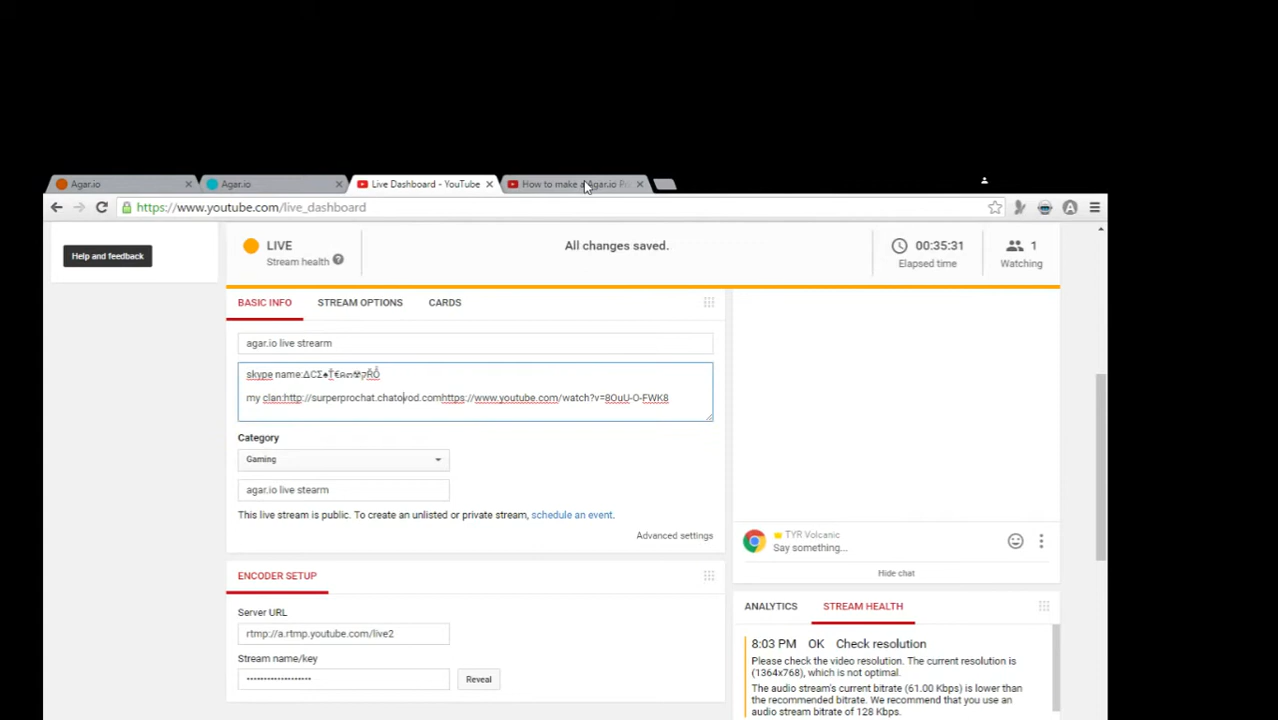 Agar.io
Agar.io
Live Dashboard - YouTube
How to make a Agar.io Pr
https://www.youtube.com/live_dashboard
Help and feedback
LIVE
Stream health ?
All changes saved.
00:35:31
Elapsed time
1
Watching
BASIC INFO
STREAM OPTIONS
CARDS
agar.io live strearm
skype name:
my clan:http://surperprochat.chatovod.comhttps://www.youtube.com/watch?v=8OuU-O-FWK8
Category
Gaming
agar.io live stearm
This live stream is public. To create an unlisted or private stream, schedule an event.
Advanced settings
TYR Volcanic
Say something...
Hide chat
ENCODER SETUP
Server URL
rtmp://a.rtmp.youtube.com/live2
Stream name/key
••••••••••••••••••••
Reveal
ANALYTICS
STREAM HEALTH
8:03 PM OK Check resolution
Please check the video resolution. The current resolution is
(1364x768), which is not optimal.
The audio stream's current bitrate (61.00 Kbps) is lower than
the recommended bitrate. We recommend that you use an
audio stream bitrate of 128 Kbps.